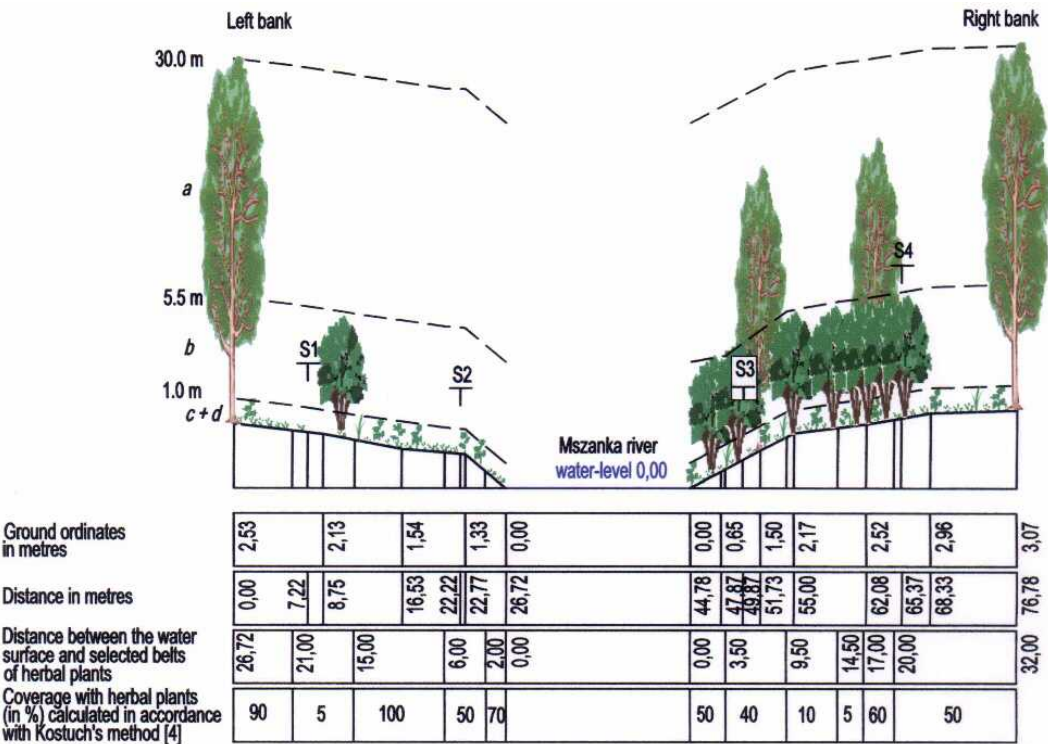 Left bank
Right bank
30.0 m
a
5.5 m
b
1.0 m
c + d
S1
S2
S3
S4
Mszanka river
water-level 0,00
Ground ordinates
in metres
2,53 2,13 1,54 1,33 0,00 0,00 0,65 1,50 2,17 2,52 2,96 3,07
Distance in metres
0,00 7,22 8,75 16,53 22,22 22,77 26,72 44,78 47,87 49,87 51,73 55,00 62,08 65,37 68,33 76,78
Distance between the water
surface and selected belts
of herbal plants
26,72 21,00 15,00 6,00 2,00 0,00 0,00 3,50 9,50 14,50 17,00 20,00 32,00
Coverage with herbal plants
(in %) calculated in accordance
with Kostuch's method [4]
90 5 100 50 70 50 40 10 5 60 50